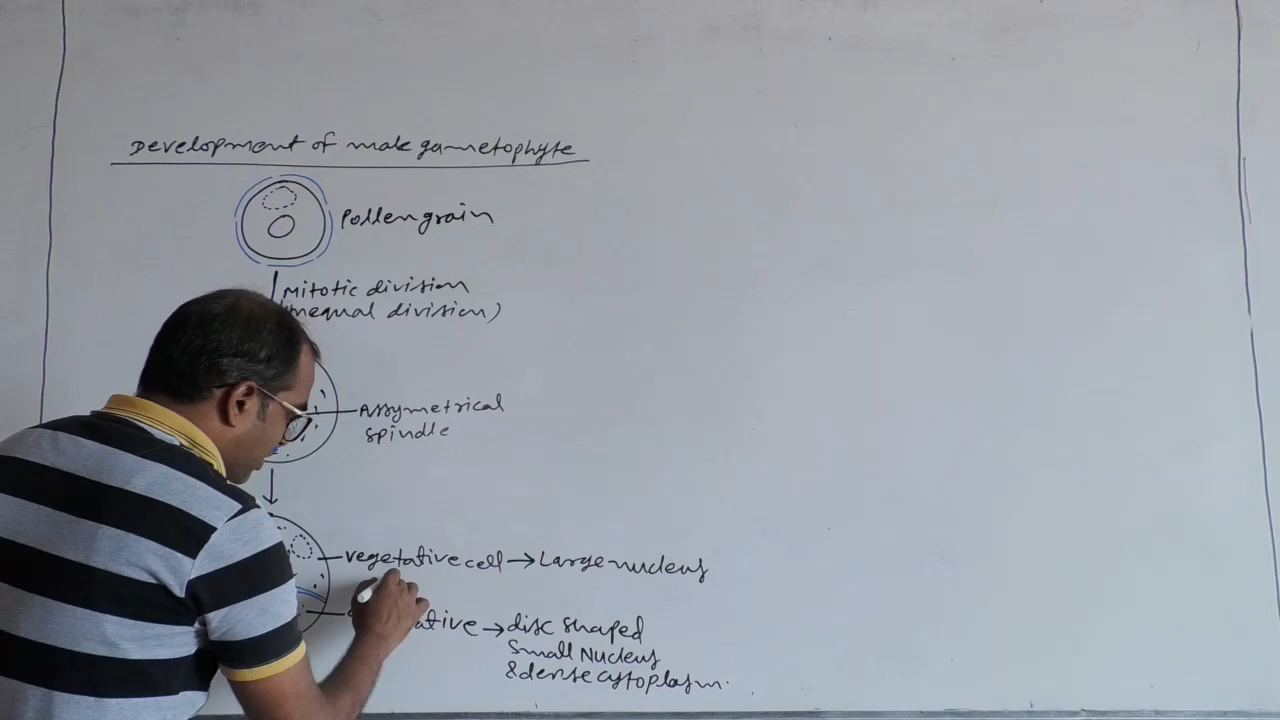 Development of male gametophyte
Pollengrain
Mitotic division
nequal division)
Assymetrical
spindle
vegetative cell → Large nucleus
ative → disc shaped
Small Nucleus
& dense cytoplasm.